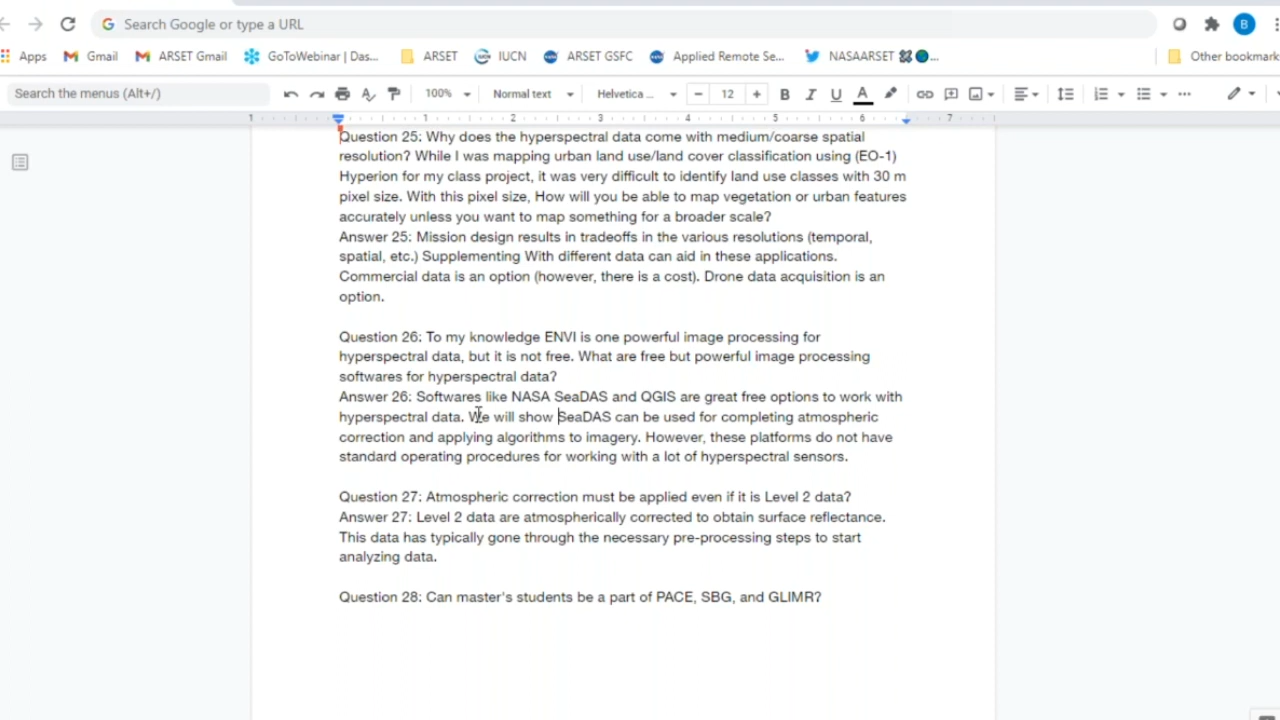 Search Google or type a URL
B
Apps Gmail ARSET Gmail GoToWebinar | Das... ARSET IUCN ARSET GSFC Applied Remote Se... NASAARSET Other bookmark
Search the menus (Alt+/) 100% Normal text Helvetica ... 12 B I U A
1 1 2 3 4 5 6 7
Question 25: Why does the hyperspectral data come with medium/coarse spatial
resolution? While I was mapping urban land use/land cover classification using (EO-1)
Hyperion for my class project, it was very difficult to identify land use classes with 30 m
pixel size. With this pixel size, How will you be able to map vegetation or urban features
accurately unless you want to map something for a broader scale?
Answer 25: Mission design results in tradeoffs in the various resolutions (temporal,
spatial, etc.) Supplementing With different data can aid in these applications.
Commercial data is an option (however, there is a cost). Drone data acquisition is an
option.
Question 26: To my knowledge ENVI is one powerful image processing for
hyperspectral data, but it is not free. What are free but powerful image processing
softwares for hyperspectral data?
Answer 26: Softwares like NASA SeaDAS and QGIS are great free options to work with
hyperspectral data. We will show SeaDAS can be used for completing atmospheric
correction and applying algorithms to imagery. However, these platforms do not have
standard operating procedures for working with a lot of hyperspectral sensors.
Question 27: Atmospheric correction must be applied even if it is Level 2 data?
Answer 27: Level 2 data are atmospherically corrected to obtain surface reflectance.
This data has typically gone through the necessary pre-processing steps to start
analyzing data.
Question 28: Can master's students be a part of PACE, SBG, and GLIMR?